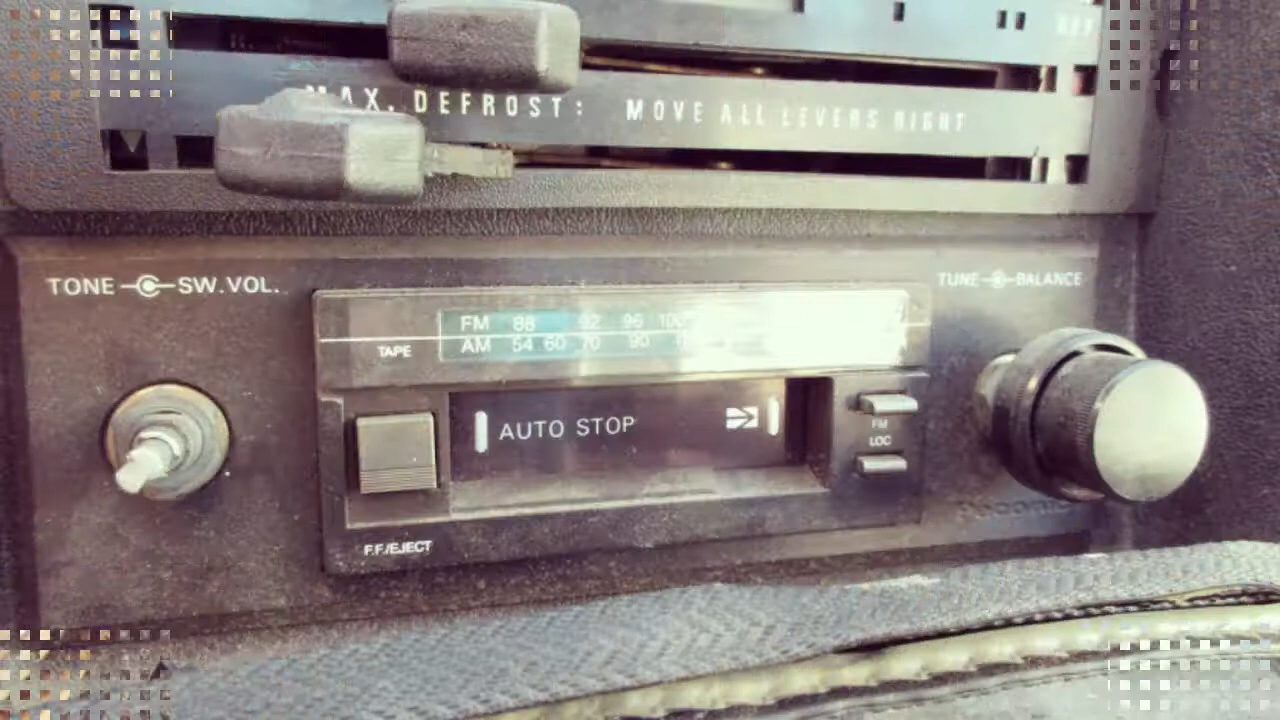 MAX. DEFROST: MOVE ALL LEVERS RIGHT
TONE SW.VOL.
TUNE BALANCE
FM 88 92 96 100
AM 54 60 70 90
TAPE
AUTO STOP
FM
LOC
F.F./EJECT